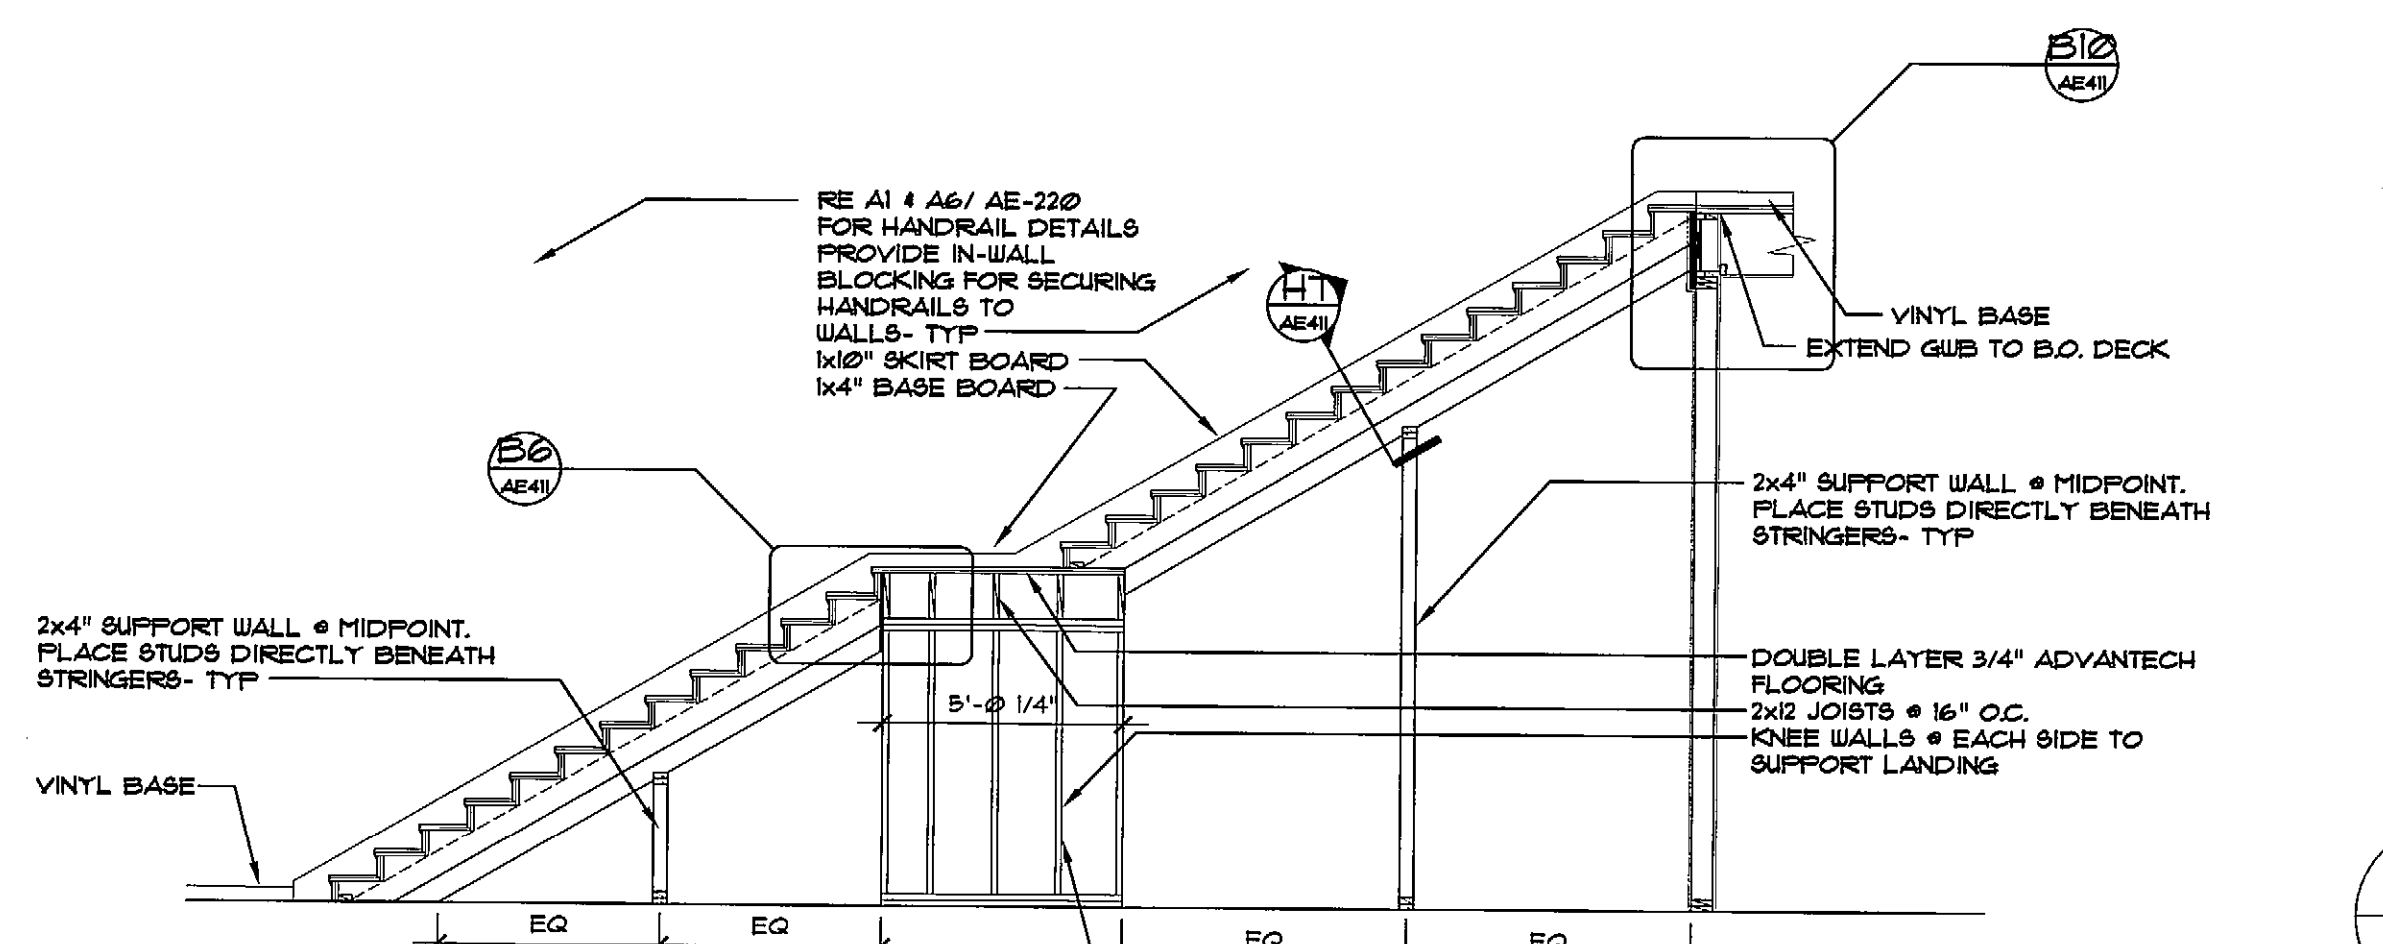 B1Ø
AE411
RE A1 & A6/ AE-22Ø
FOR HANDRAIL DETAILS
PROVIDE IN-WALL
BLOCKING FOR SECURING
HANDRAILS TO
WALLS- TYP
1x1Ø" SKIRT BOARD
1x4" BASE BOARD
H7
AE411
VINYL BASE
EXTEND GWB TO B.O. DECK
B6
AE411
2x4" SUPPORT WALL @ MIDPOINT.
PLACE STUDS DIRECTLY BENEATH
STRINGERS- TYP
2x4" SUPPORT WALL @ MIDPOINT.
PLACE STUDS DIRECTLY BENEATH
STRINGERS- TYP
DOUBLE LAYER 3/4" ADVANTECH
FLOORING
5'-Ø 1/4"
2x12 JOISTS @ 16" O.C.
KNEE WALLS @ EACH SIDE TO
SUPPORT LANDING
VINYL BASE
EQ
EQ
EQ
EQ